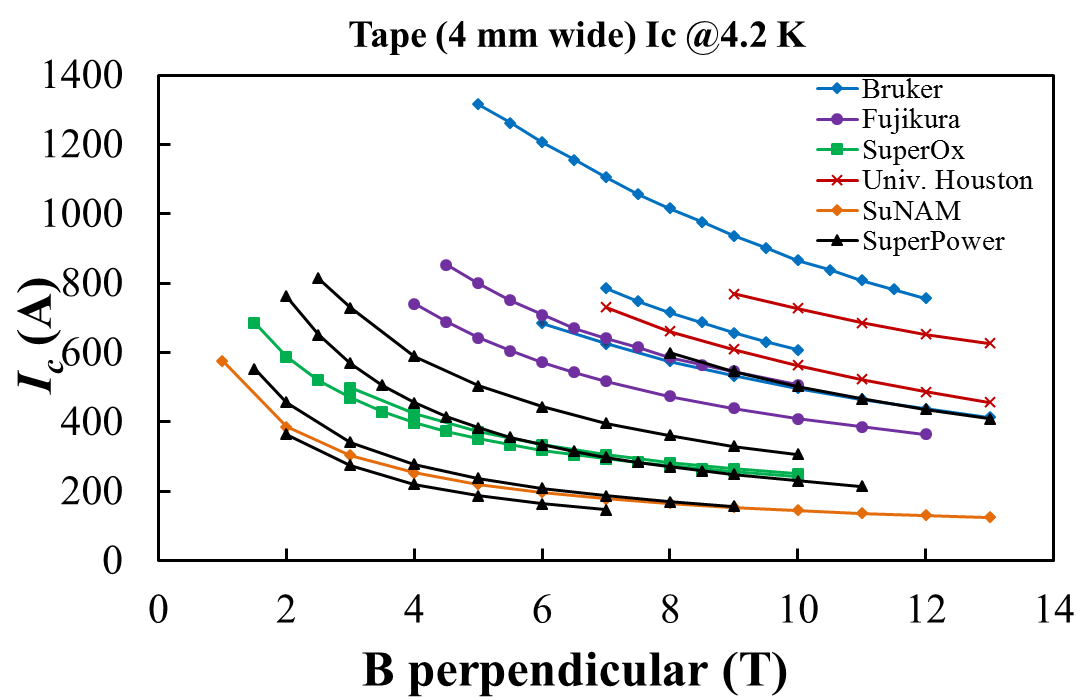 Tape (4 mm wide) Ic @4.2 K
1400
1200
1000
800
600
400
200
0
Ic (A)
Bruker
Fujikura
SuperOx
Univ. Houston
SuNAM
SuperPower
0 2 4 6 8 10 12 14
B perpendicular (T)